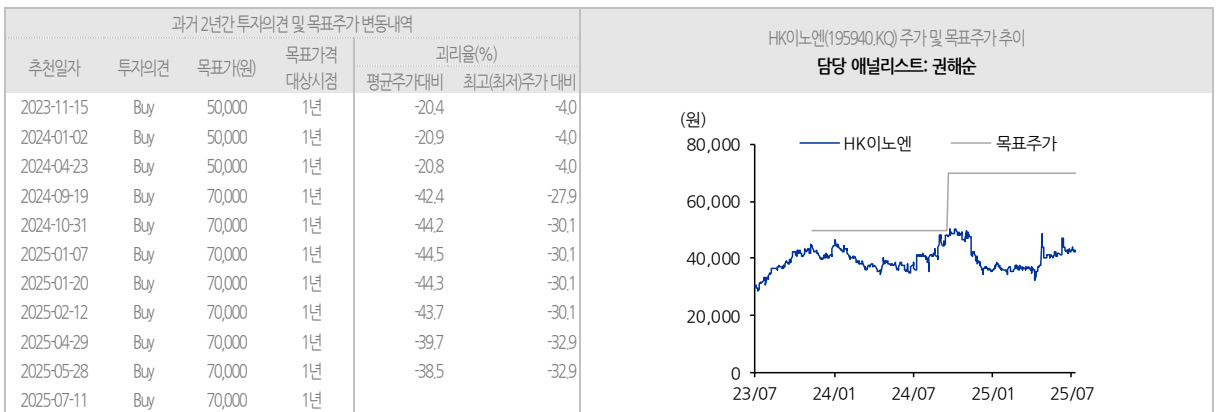 과거 2년간 투자의견 및 목표주가 변동내역
추천일자 투자의견 목표가(원) 목표가격 대상시점 괴리율(%)
평균주가대비 최고(최저)주가 대비
2023-11-15 Buy 50,000 1년 -20.4 -4.0
2024-01-02 Buy 50,000 1년 -20.9 -4.0
2024-04-23 Buy 50,000 1년 -20.8 -4.0
2024-09-19 Buy 70,000 1년 -42.4 -27.9
2024-10-31 Buy 70,000 1년 -44.2 -30.1
2025-01-07 Buy 70,000 1년 -44.5 -30.1
2025-01-20 Buy 70,000 1년 -44.3 -30.1
2025-02-12 Buy 70,000 1년 -43.7 -30.1
2025-04-29 Buy 70,000 1년 -39.7 -32.9
2025-05-28 Buy 70,000 1년 -38.5 -32.9
2025-07-11 Buy 70,000 1년
HK이노엔(195940.KQ) 주가 및 목표주가 추이
담당 애널리스트: 권해순
(원)
HK이노엔 목표주가
80,000
60,000
40,000
20,000
0
23/07 24/01 24/07 25/01 25/07